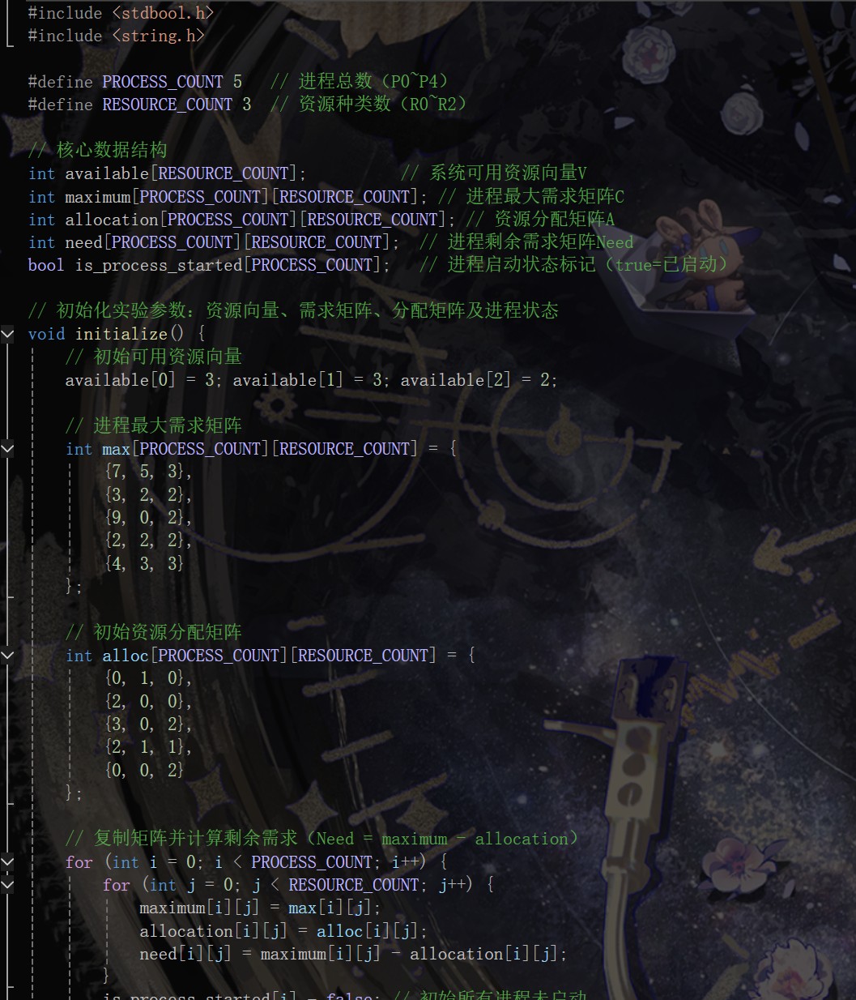 #include <stdbool.h>
#include <string.h>
#define PROCESS_COUNT 5   // 进程总数（P0~P4）
#define RESOURCE_COUNT 3  // 资源种类数（R0~R2）
// 核心数据结构
int available[RESOURCE_COUNT];          // 系统可用资源向量V
int maximum[PROCESS_COUNT][RESOURCE_COUNT]; // 进程最大需求矩阵C
int allocation[PROCESS_COUNT][RESOURCE_COUNT]; // 资源分配矩阵A
int need[PROCESS_COUNT][RESOURCE_COUNT];  // 进程剩余需求矩阵Need
bool is_process_started[PROCESS_COUNT];   // 进程启动状态标记（true=已启动）
// 初始化实验参数：资源向量、需求矩阵、分配矩阵及进程状态
void initialize() {
    // 初始可用资源向量
    available[0] = 3; available[1] = 3; available[2] = 2;
    // 进程最大需求矩阵
    int max[PROCESS_COUNT][RESOURCE_COUNT] = {
        {7, 5, 3},
        {3, 2, 2},
        {9, 0, 2},
        {2, 2, 2},
        {4, 3, 3}
    };
    // 初始资源分配矩阵
    int alloc[PROCESS_COUNT][RESOURCE_COUNT] = {
        {0, 1, 0},
        {2, 0, 0},
        {3, 0, 2},
        {2, 1, 1},
        {0, 0, 2}
    };
    // 复制矩阵并计算剩余需求（Need = maximum - allocation）
    for (int i = 0; i < PROCESS_COUNT; i++) {
        for (int j = 0; j < RESOURCE_COUNT; j++) {
            maximum[i][j] = max[i][j];
            allocation[i][j] = alloc[i][j];
            need[i][j] = maximum[i][j] - allocation[i][j];
        }
        is_process_started[i] = false; // 初始所有进程未启动